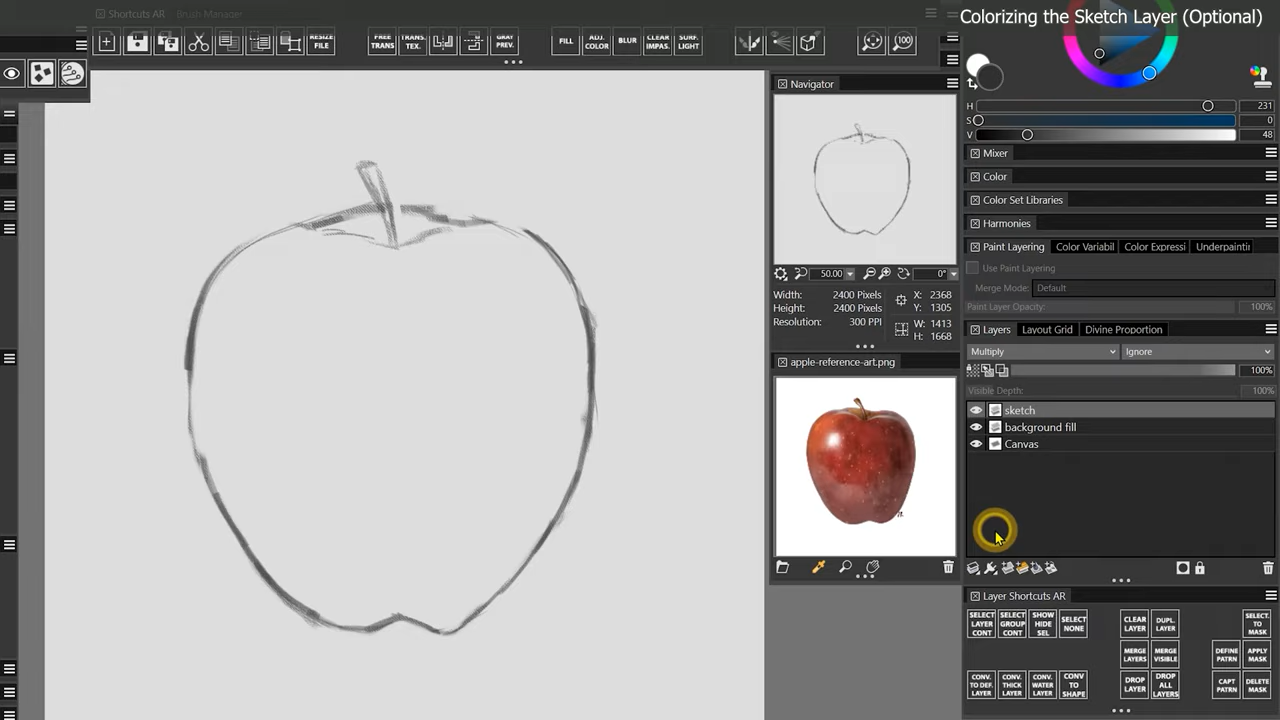 Shortcuts AR Brush Manager
Colorizing the Sketch Layer (Optional)
RESIZE FILE
FREE TRANS
TRANS. TEX.
GRAY PREV.
FILL
ADJ. COLOR
BLUR
CLEAR IMPAS.
SURF. LIGHT
100
Navigator
50.00
0°
Width: 2400 Pixels
Height: 2400 Pixels
Resolution: 300 PPI
X: 2368
Y: 1305
W: 1413
H: 1668
apple-reference-art.png
H 231
S 0
V 48
Mixer
Color
Color Set Libraries
Harmonies
Paint Layering Color Variabil Color Expressi Underpaintin
Use Paint Layering
Merge Mode: Default
Paint Layer Opacity: 100%
Layers Layout Grid Divine Proportion
Multiply Ignore
100%
Visible Depth: 100%
sketch
background fill
Canvas
Layer Shortcuts AR
SELECT LAYER CONT
SELECT GROUP CONT
SHOW HIDE SEL
SELECT NONE
CLEAR LAYER
DUPL. LAYER
SELECT. TO MASK
MERGE LAYERS
MERGE VISIBLE
DEFINE PATRN
APPLY MASK
CONV. TO DEF. LAYER
CONV. THICK LAYER
CONV. WATER LAYER
CONV TO SHAPE
DROP LAYER
DROP ALL LAYERS
CAPT PATRN
DELETE MASK